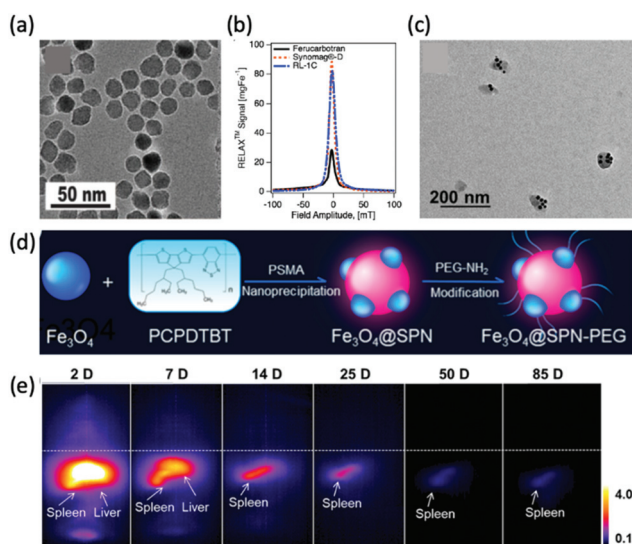 (a)
50 nm
(b)
Ferucarbotran
Synomag®-D
RL-1C
RELAX™ Signal [mgFe⁻¹]
100
80
60
40
20
0
-100 -50 0 50 100
Field Amplitude, [mT]
(c)
200 nm
(d)
PSMA
PEG-NH₂
+
Nanoprecipitation
Modification
n
Fe₃O₄
PCPDTBT
Fe₃O₄@SPN
Fe₃O₄@SPN-PEG
(e)
2 D 7 D 14 D 25 D 50 D 85 D
Spleen Liver
Spleen Liver
Spleen
Spleen
Spleen
Spleen
4.0
0.1